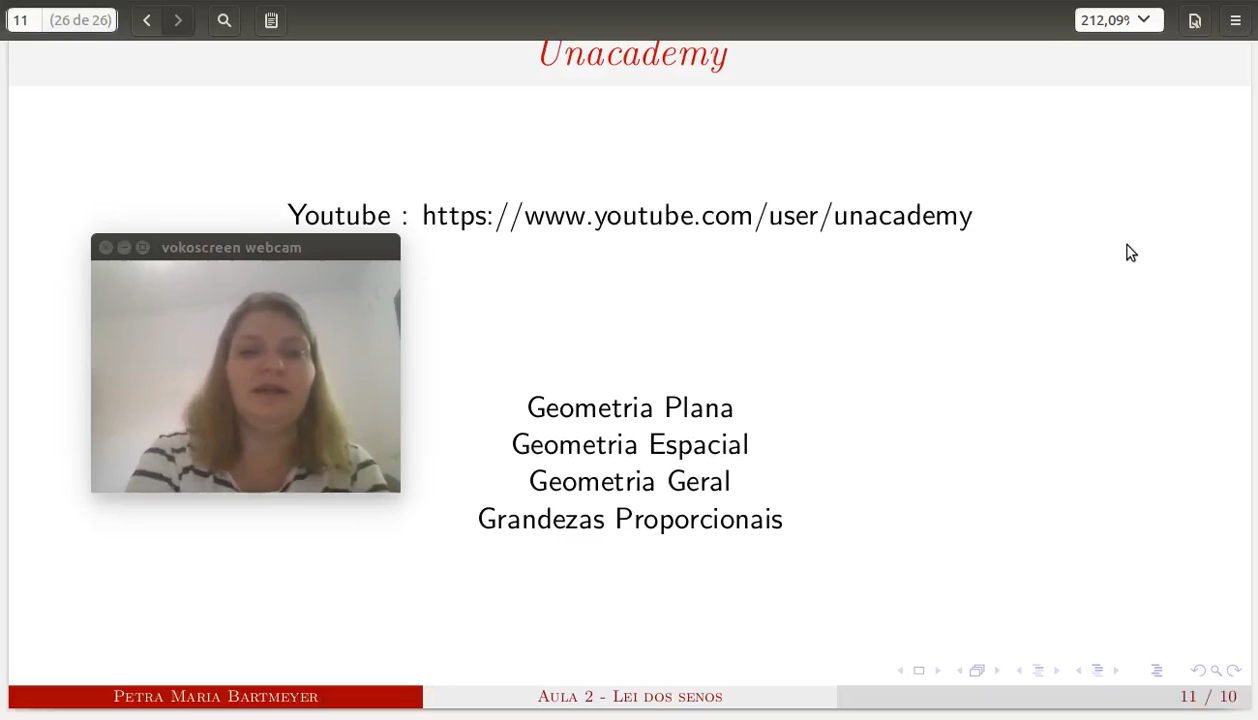 11 (26 de 26) 212,09%
Unacademy
Youtube : https://www.youtube.com/user/unacademy
vokoscreen webcam
Geometria Plana
Geometria Espacial
Geometria Geral
Grandezas Proporcionais
Petra Maria Bartmeyer Aula 2 - Lei dos senos 11 / 10